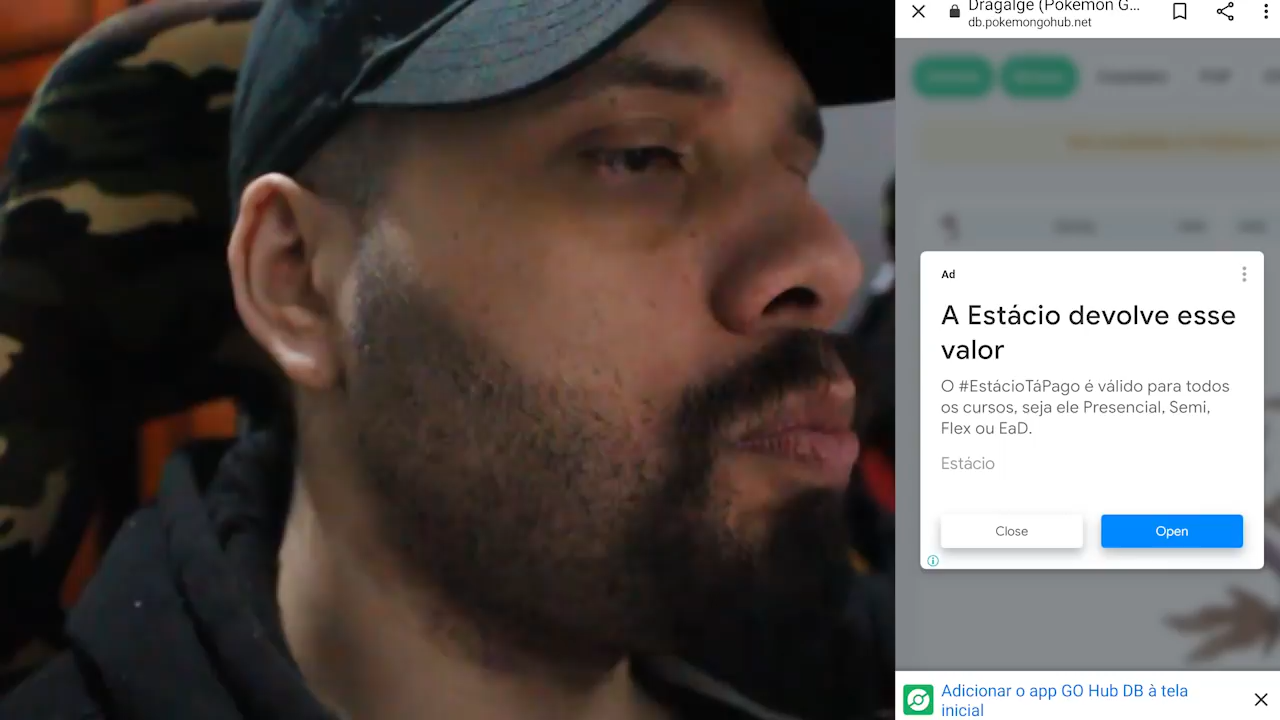 Dragalge (Pokemon G...
db.pokemongohub.net
Ad
A Estácio devolve esse
valor
O #EstácioTáPago é válido para todos
os cursos, seja ele Presencial, Semi,
Flex ou EaD.
Estácio
Close
Open
Adicionar o app GO Hub DB à tela
inicial